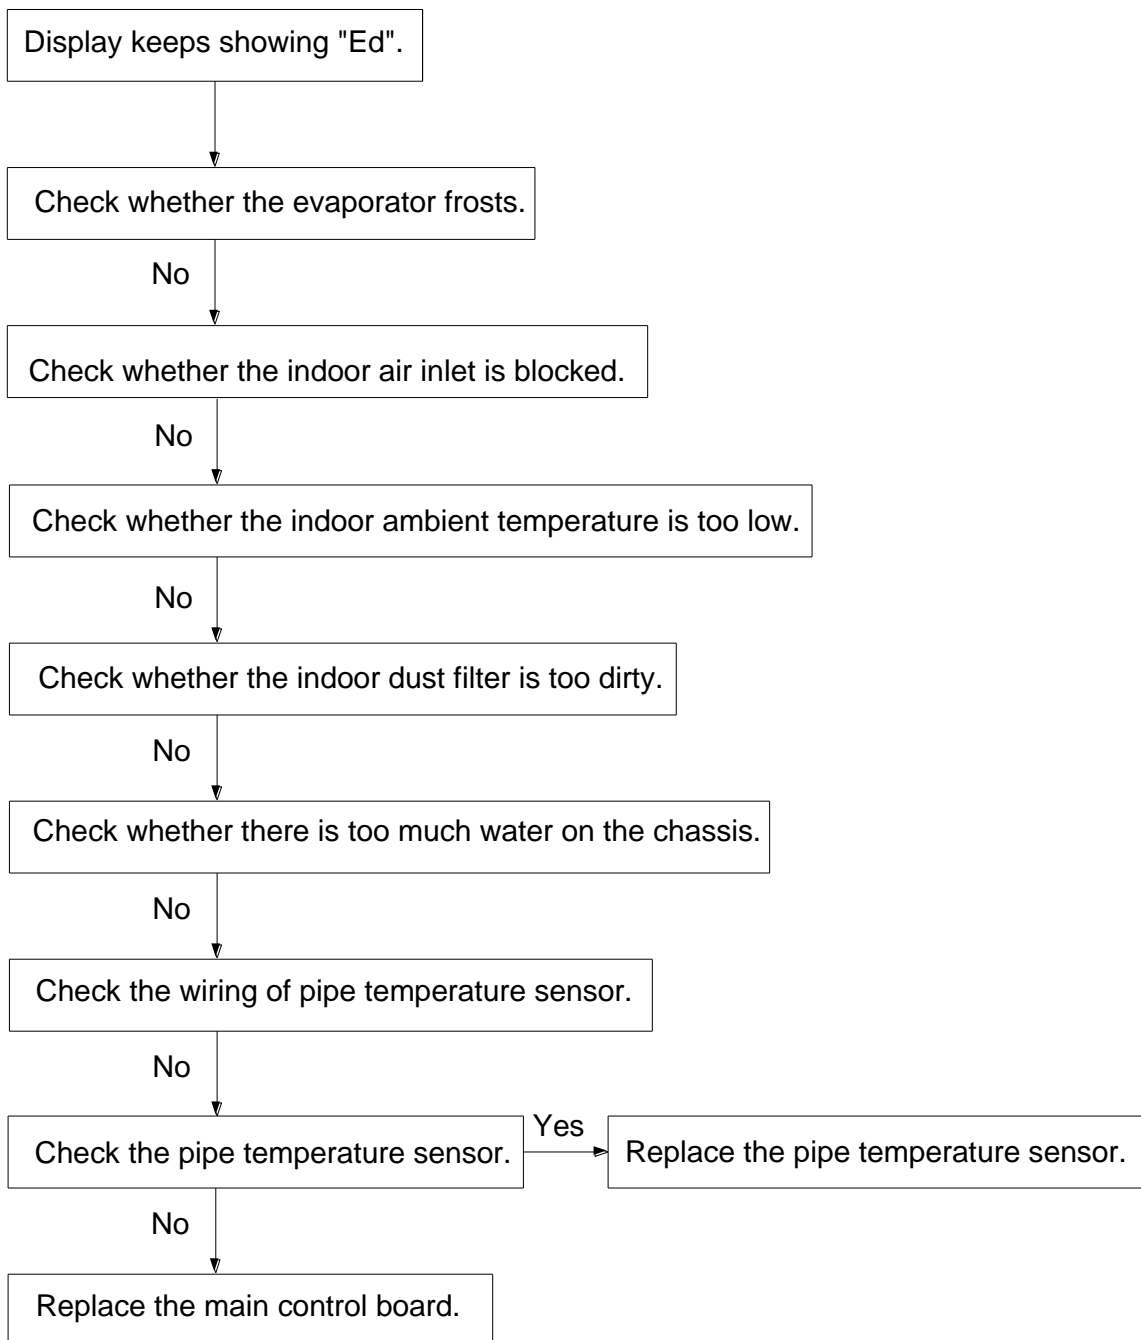 Display keeps showing "Ed".
Check whether the evaporator frosts.
No
Check whether the indoor air inlet is blocked.
No
Check whether the indoor ambient temperature is too low.
No
Check whether the indoor dust filter is too dirty.
No
Check whether there is too much water on the chassis.
No
Check the wiring of pipe temperature sensor.
No
Check the pipe temperature sensor.
Yes
Replace the pipe temperature sensor.
No
Replace the main control board.